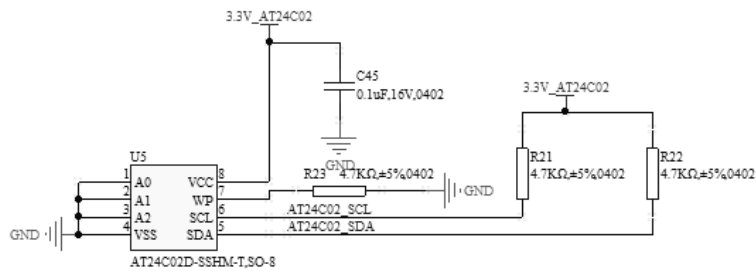 3.3V_AT24C02
C45
0.1uF,16V,0402
GND
3.3V_AT24C02
U5
1 A0 VCC 8
2 A1 WP 7
3 A2 SCL 6
4 VSS SDA 5
GND
AT24C02D-SSHM-T,SO-8
R23 4.7KΩ,±5%,0402
GND
AT24C02_SCL
AT24C02_SDA
R21
4.7KΩ,±5%,0402
R22
4.7KΩ,±5%,0402